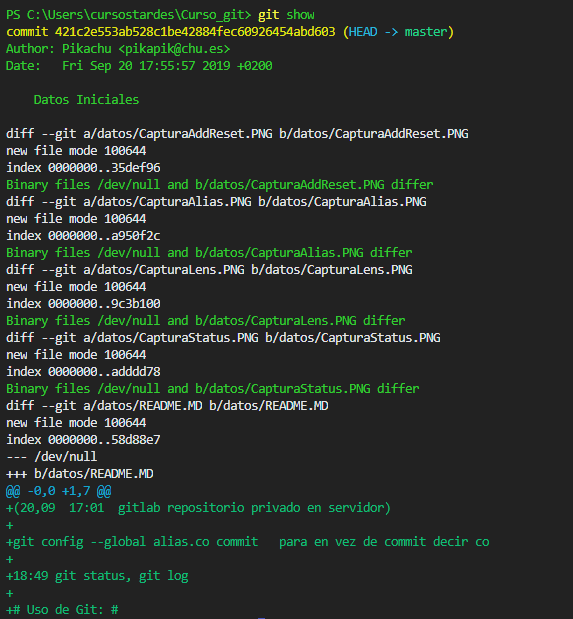 PS C:\Users\cursostardes\Curso_git> git show
commit 421c2e553ab528c1be42884fec60926454abd603 (HEAD -> master)
Author: Pikachu <pikapik@chu.es>
Date:   Fri Sep 20 17:55:57 2019 +0200
    Datos Iniciales
diff --git a/datos/CapturaAddReset.PNG b/datos/CapturaAddReset.PNG
new file mode 100644
index 0000000..35def96
Binary files /dev/null and b/datos/CapturaAddReset.PNG differ
diff --git a/datos/CapturaAlias.PNG b/datos/CapturaAlias.PNG
new file mode 100644
index 0000000..a950f2c
Binary files /dev/null and b/datos/CapturaAlias.PNG differ
diff --git a/datos/CapturaLens.PNG b/datos/CapturaLens.PNG
new file mode 100644
index 0000000..9c3b100
Binary files /dev/null and b/datos/CapturaLens.PNG differ
diff --git a/datos/CapturaStatus.PNG b/datos/CapturaStatus.PNG
new file mode 100644
index 0000000..adddd78
Binary files /dev/null and b/datos/CapturaStatus.PNG differ
diff --git a/datos/README.MD b/datos/README.MD
new file mode 100644
index 0000000..58d88e7
--- /dev/null
+++ b/datos/README.MD
@@ -0,0 +1,7 @@
+(20,09  17:01  gitlab repositorio privado en servidor)
+
+git config --global alias.co commit   para en vez de commit decir co
+
+18:49 git status, git log
+
+# Uso de Git: #